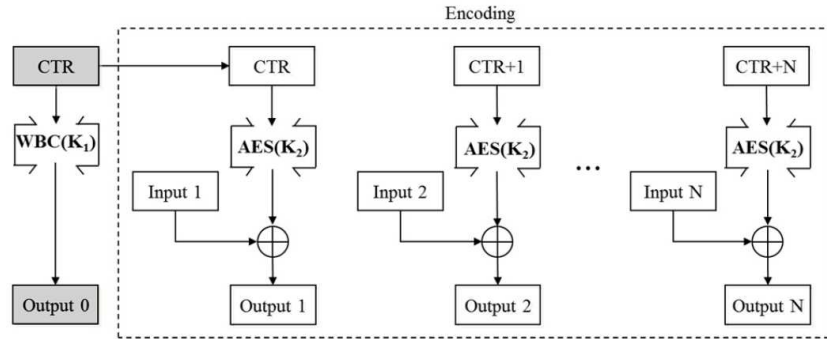 Encoding
CTR CTR CTR+1 CTR+N
WBC(K₁) AES(K₂) AES(K₂) AES(K₂)
...
Input 1 Input 2 Input N
Output 0 Output 1 Output 2 Output N